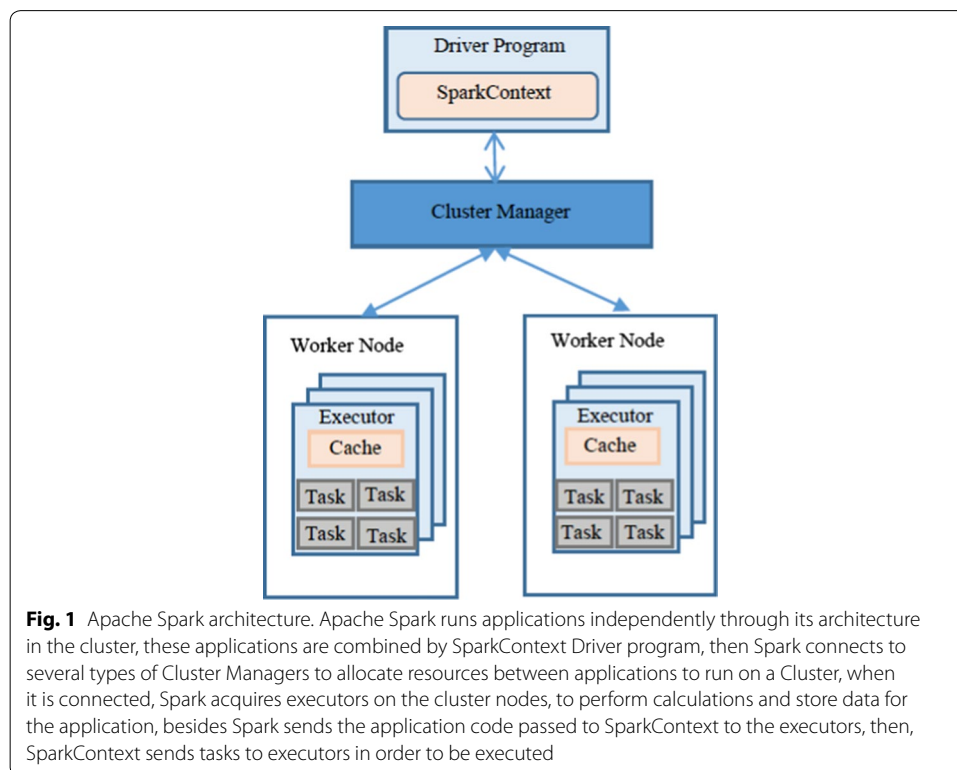 Driver Program
SparkContext
Cluster Manager
Worker Node
Executor
Cache
Task Task
Task Task
Worker Node
Executor
Cache
Task Task
Task Task
Fig. 1 Apache Spark architecture. Apache Spark runs applications independently through its architecture
in the cluster, these applications are combined by SparkContext Driver program, then Spark connects to
several types of Cluster Managers to allocate resources between applications to run on a Cluster, when
it is connected, Spark acquires executors on the cluster nodes, to perform calculations and store data for
the application, besides Spark sends the application code passed to SparkContext to the executors, then,
SparkContext sends tasks to executors in order to be executed